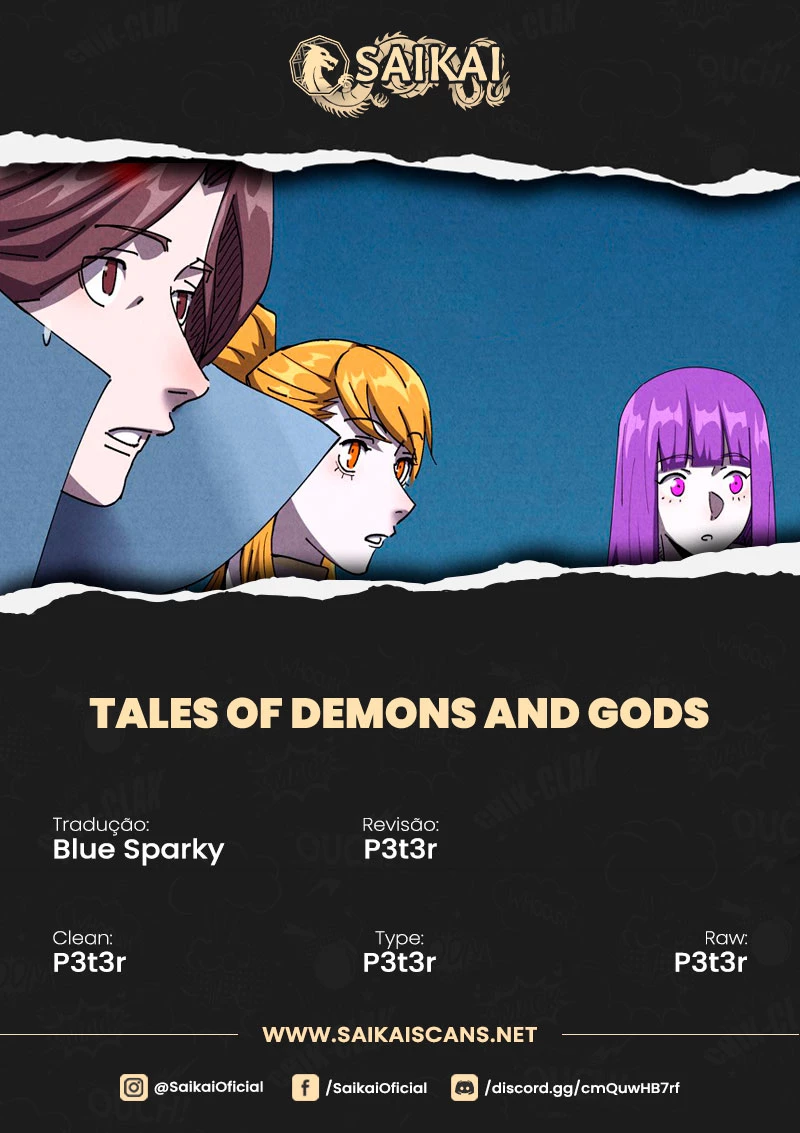 SAIKAI
TALES OF DEMONS AND GODS
Tradução:
Blue Sparky
Revisão:
P3t3r
Clean:
P3t3r
Type:
P3t3r
Raw:
P3t3r
WWW.SAIKAISCANS.NET
@SaikaiOficial
/SaikaiOficial
/discord.gg/cmQuwHB7rf